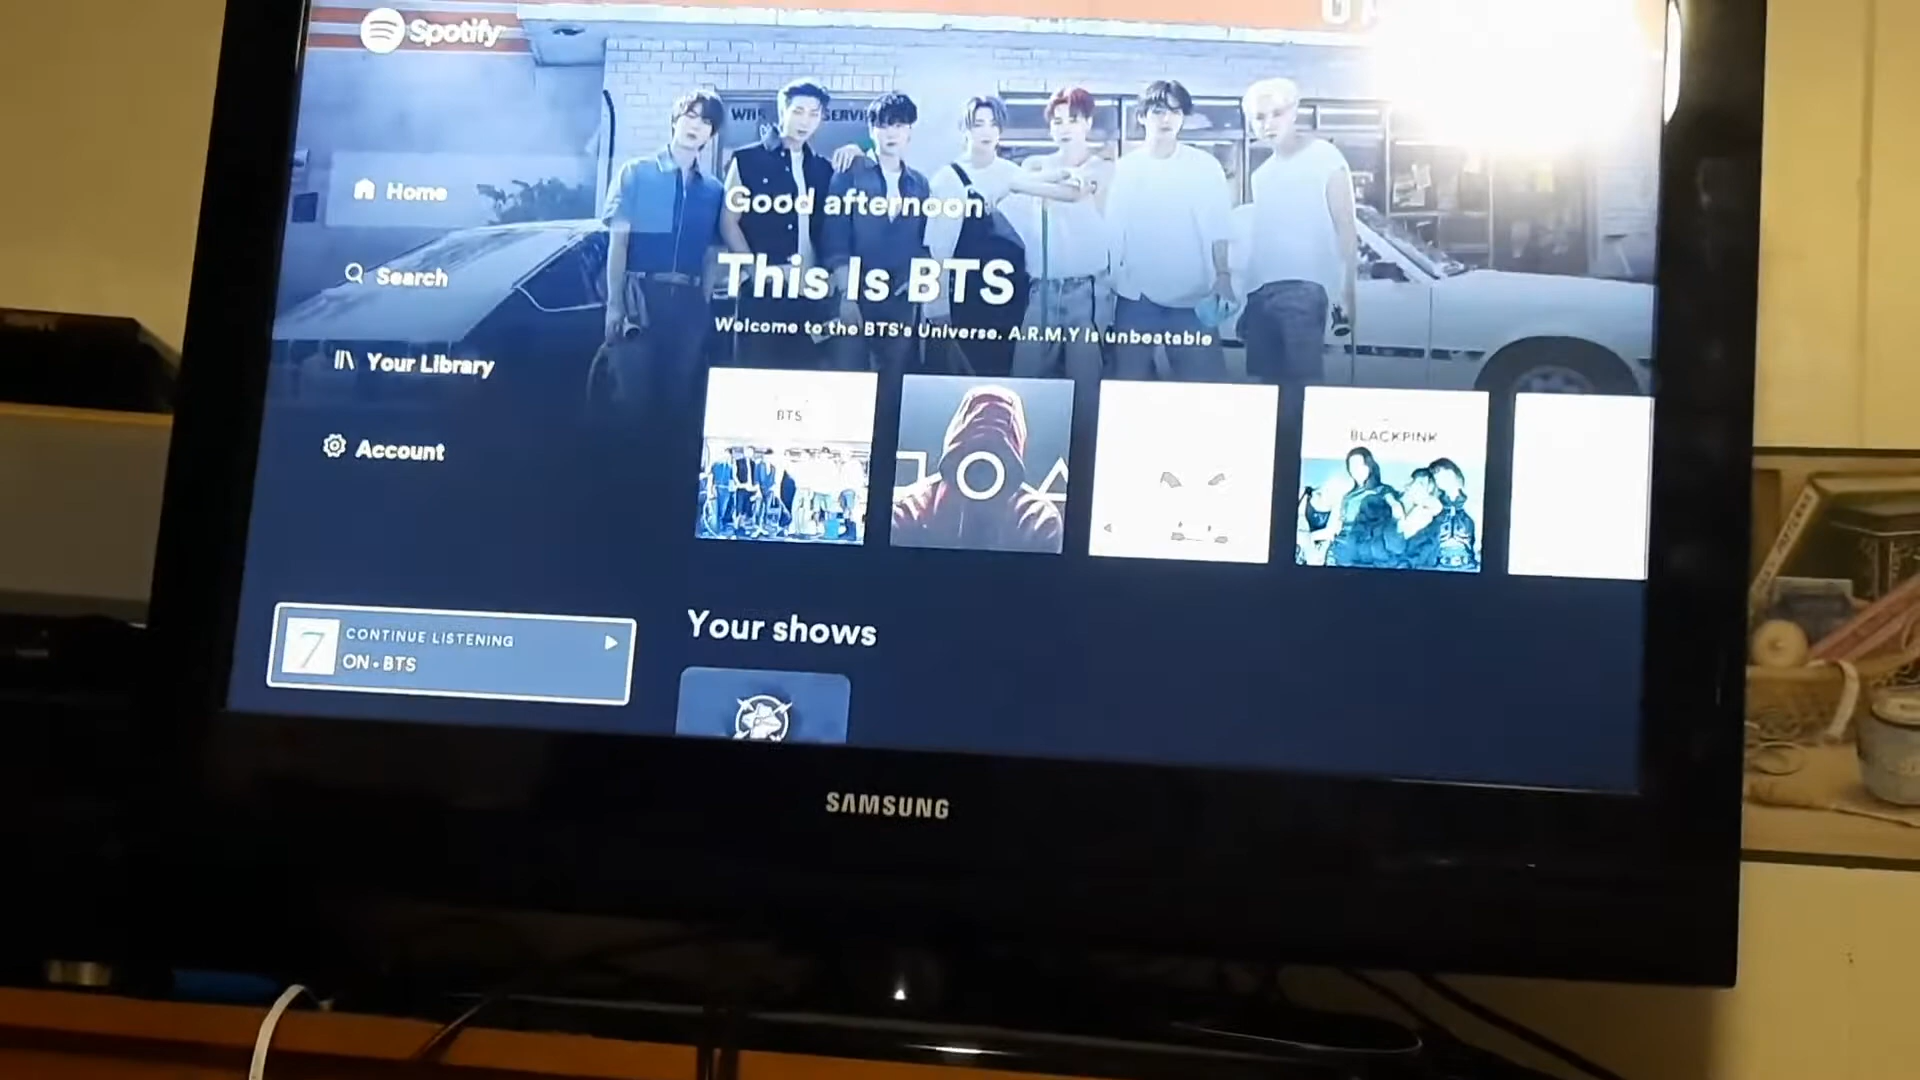 Spotify
Home
Search
Your Library
Account
Good afternoon
This Is BTS
Welcome to the BTS's Universe. A.R.M.Y is unbeatable
BTS
BLACKPINK
7
CONTINUE LISTENING
ON • BTS
Your shows
SAMSUNG